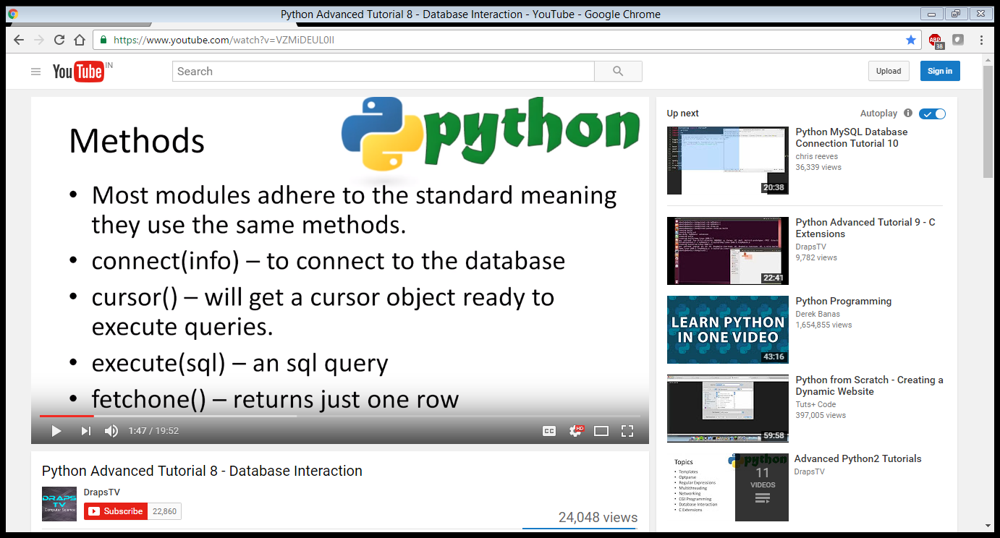 Python Advanced Tutorial 8 - Database Interaction - YouTube - Google Chrome
https://www.youtube.com/watch?v=VZMiDEUL0II
ABP
38
YouTube IN
Search
Upload
Sign in
python
Methods
• Most modules adhere to the standard meaning
they use the same methods.
• connect(info) – to connect to the database
• cursor() – will get a cursor object ready to
execute queries.
• execute(sql) – an sql query
• fetchone() – returns just one row
1:47 / 19:52
CC
HD
Python Advanced Tutorial 8 - Database Interaction
DRAPS
TV
Computer Science
DrapsTV
Subscribe 22,860
24,048 views
Up next
Autoplay
20:38
Python MySQL Database
Connection Tutorial 10
chris reeves
36,339 views
22:41
Python Advanced Tutorial 9 - C
Extensions
DrapsTV
9,782 views
LEARN PYTHON
IN ONE VIDEO
43:16
Python Programming
Derek Banas
1,654,855 views
59:58
Python from Scratch - Creating a
Dynamic Website
Tuts+ Code
397,005 views
Topics
python
• Templates
• Optparse
• Regular Expressions
• Multithreading
• Networking
• CGI Programming
• Database Interaction
• C Extensions
11
VIDEOS
Advanced Python2 Tutorials
DrapsTV